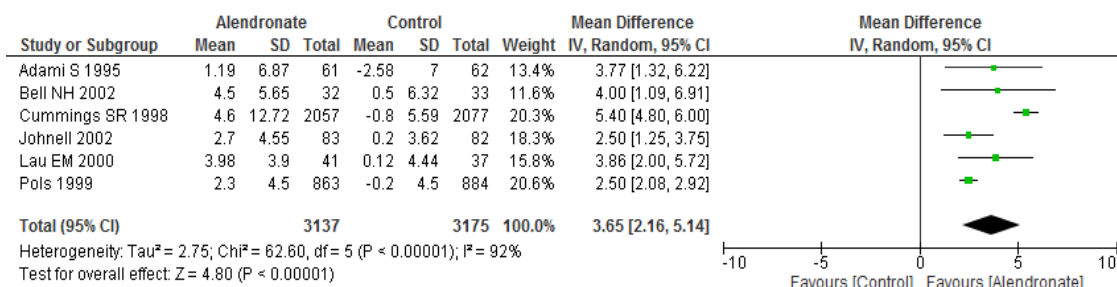 Alendronate Control Mean Difference Mean Difference
Study or Subgroup Mean SD Total Mean SD Total Weight IV, Random, 95% CI IV, Random, 95% CI
Adami S 1995 1.19 6.87 61 -2.58 7 62 13.4% 3.77 [1.32, 6.22]
Bell NH 2002 4.5 5.65 32 0.5 6.32 33 11.6% 4.00 [1.09, 6.91]
Cummings SR 1998 4.6 12.72 2057 -0.8 5.59 2077 20.3% 5.40 [4.80, 6.00]
Johnell 2002 2.7 4.55 83 0.2 3.62 82 18.3% 2.50 [1.25, 3.75]
Lau EM 2000 3.98 3.9 41 0.12 4.44 37 15.8% 3.86 [2.00, 5.72]
Pols 1999 2.3 4.5 863 -0.2 4.5 884 20.6% 2.50 [2.08, 2.92]
Total (95% CI) 3137 3175 100.0% 3.65 [2.16, 5.14]
Heterogeneity: Tau² = 2.75; Chi² = 62.60, df = 5 (P < 0.00001); I² = 92%
Test for overall effect: Z = 4.80 (P < 0.00001)
-10 -5 0 5 10
Favours [Control] Favours [Alendronate]